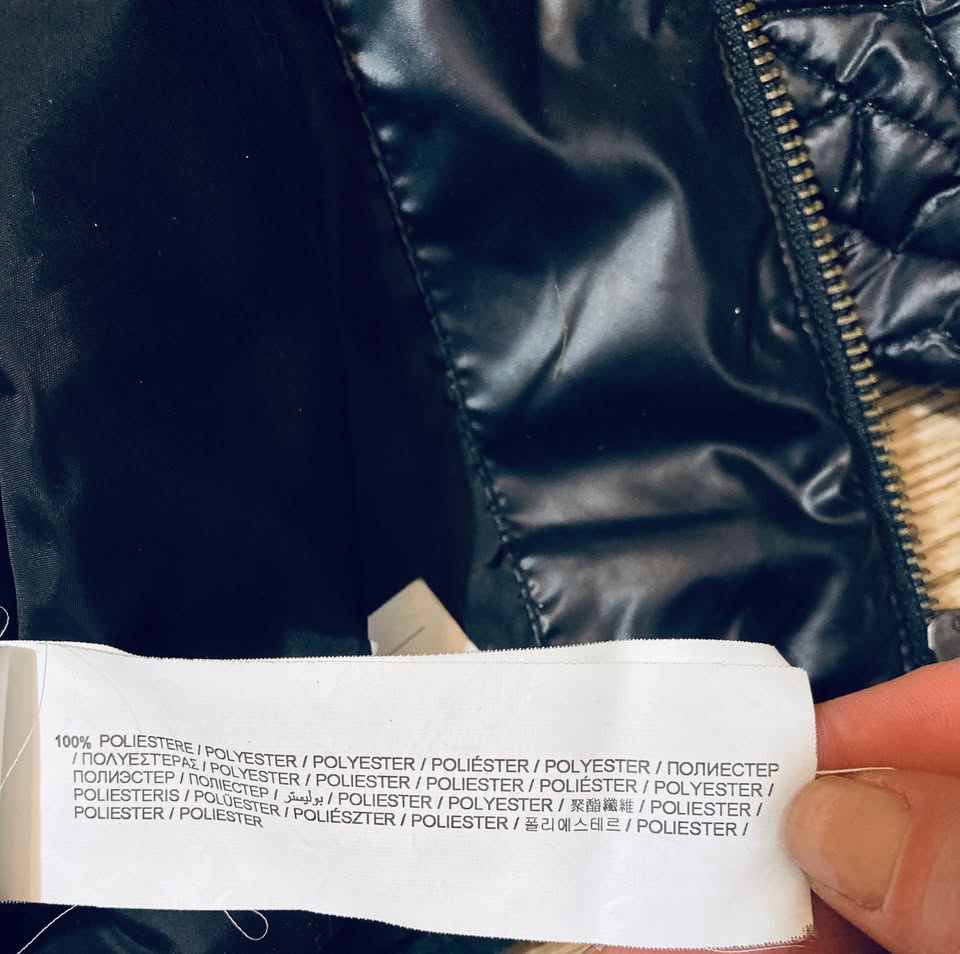 100% POLIESTERE / POLYESTER / POLYESTER / POLIÉSTER / POLYESTER / ПОЛИЕСТЕР
/ ΠΟΛΥΕΣΤΕΡΑΣ / POLYESTER / POLIESTER / POLIESTER / POLIÉSTER / POLYESTER /
ПОЛИЭСТЕР / ПОЛІЕСТЕР / بوليستر / POLIESTER / POLYESTER / 聚酯纖維 / POLIESTER /
POLIESTERIS / POLÜESTER / POLIÉSZTER / POLIESTER / 폴리에스테르 / POLIESTER /
POLIESTER / POLIESTER